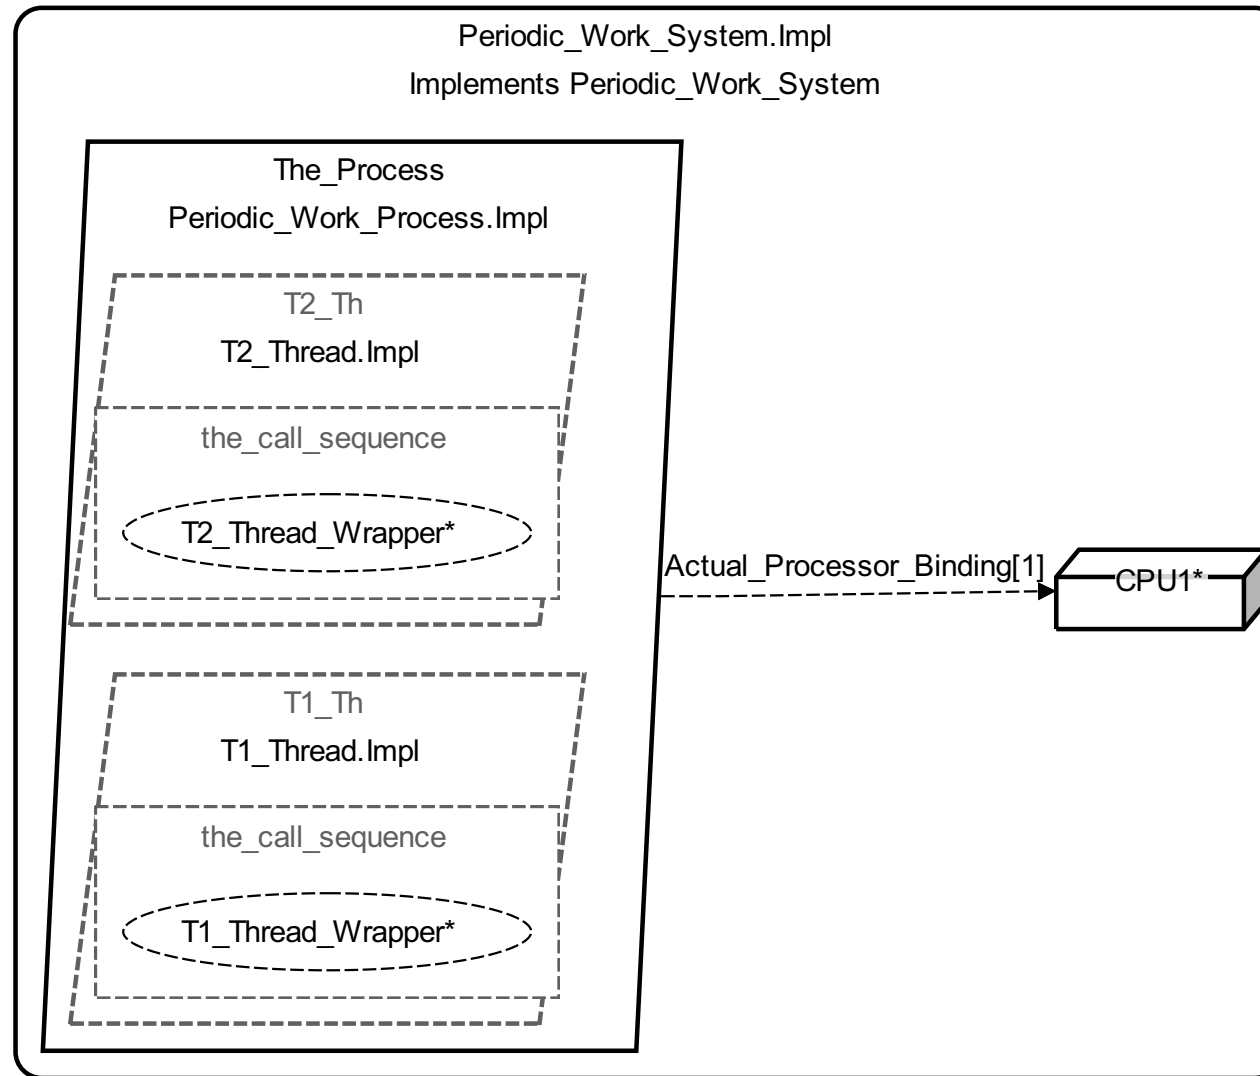 Periodic_Work_System.Impl
Implements Periodic_Work_System
The_Process
Periodic_Work_Process.Impl
T2_Th
T2_Thread.Impl
the_call_sequence
T2_Thread_Wrapper*
Actual_Processor_Binding[1]
CPU1*
T1_Th
T1_Thread.Impl
the_call_sequence
T1_Thread_Wrapper*